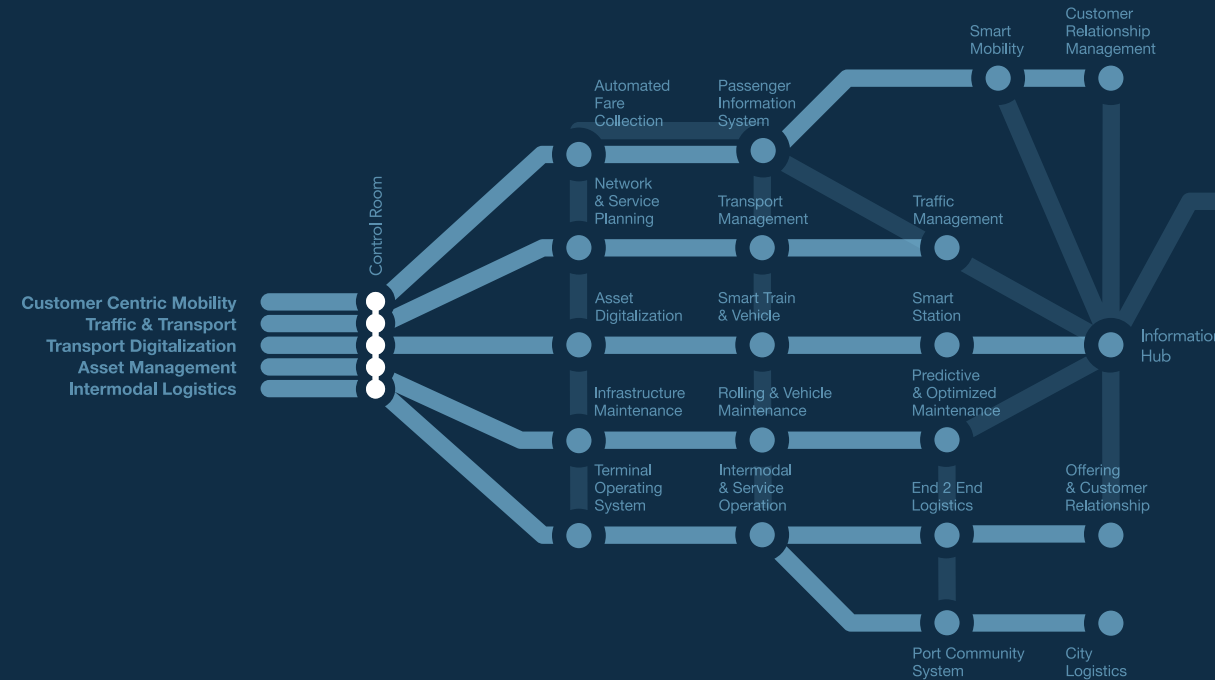 Customer
Relationship
Management
Smart
Mobility
Automated
Fare
Collection
Passenger
Information
System
Control Room
Network
& Service
Planning
Transport
Management
Traffic
Management
Customer Centric Mobility
Traffic & Transport
Transport Digitalization
Asset Management
Intermodal Logistics
Asset
Digitalization
Smart Train
& Vehicle
Smart
Station
Information
Hub
Infrastructure
Maintenance
Rolling & Vehicle
Maintenance
Predictive
& Optimized
Maintenance
Terminal
Operating
System
Intermodal
& Service
Operation
End 2 End
Logistics
Offering
& Customer
Relationship
Port Community
System
City
Logistics